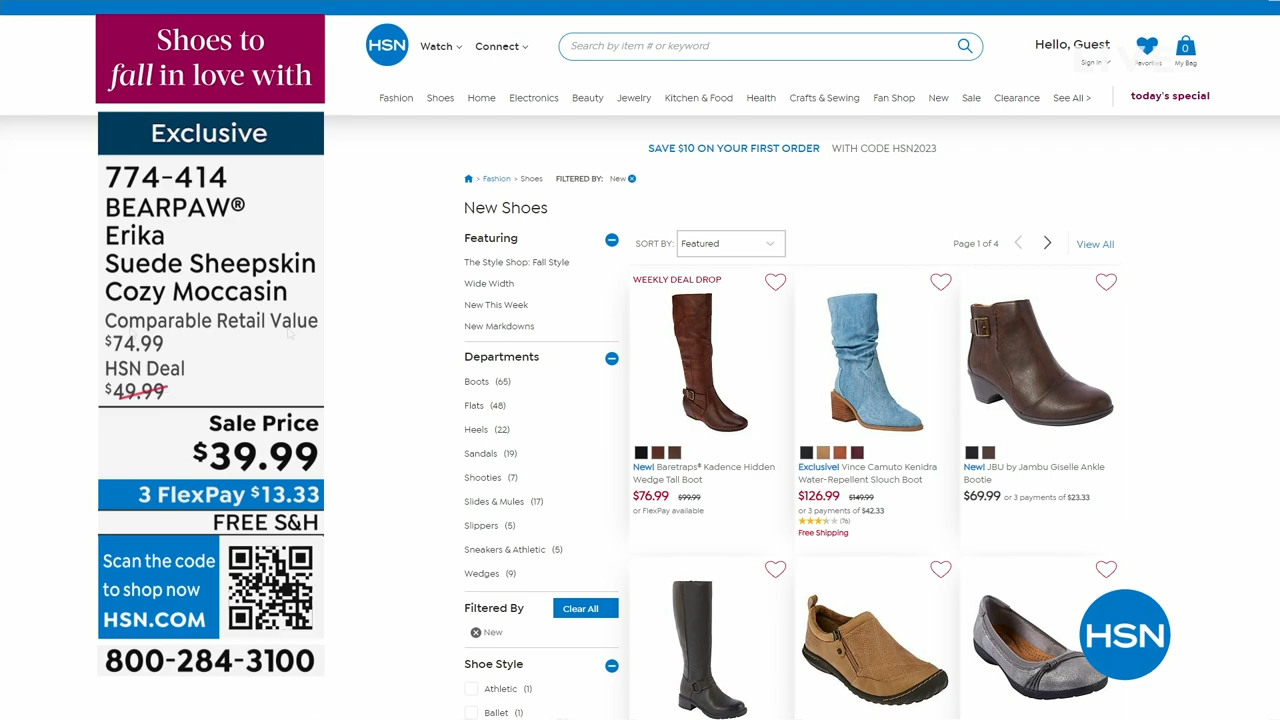 Shoes to
fall in love with
Exclusive
774-414
BEARPAW®
Erika
Suede Sheepskin
Cozy Moccasin
Comparable Retail Value
$74.99
HSN Deal
$49.99
Sale Price
$39.99
3 FlexPay $13.33
FREE S&H
Scan the code
to shop now
HSN.COM
800-284-3100
HSN
Watch
Connect
Search by item # or keyword
Hello, Guest
Sign In
Favorites
0
My Bag
Fashion Shoes Home Electronics Beauty Jewelry Kitchen & Food Health Crafts & Sewing Fan Shop New Sale Clearance See All > today's special
SAVE $10 ON YOUR FIRST ORDER WITH CODE HSN2023
> Fashion > Shoes FILTERED BY: New
New Shoes
Featuring
The Style Shop: Fall Style
Wide Width
New This Week
New Markdowns
Departments
Boots (65)
Flats (48)
Heels (22)
Sandals (19)
Shooties (7)
Slides & Mules (17)
Slippers (5)
Sneakers & Athletic (5)
Wedges (9)
Filtered By
Clear All
New
Shoe Style
Athletic (1)
Ballet (1)
SORT BY: Featured
Page 1 of 4
View All
WEEKLY DEAL DROP
New! Baretraps® Kadence Hidden
Wedge Tall Boot
$76.99 $99.99
or FlexPay available
Exclusive! Vince Camuto Kenidra
Water-Repellent Slouch Boot
$126.99 $149.99
or 3 payments of $42.33
(76)
Free Shipping
New! JBU by Jambu Giselle Ankle
Bootie
$69.99 or 3 payments of $23.33
HSN